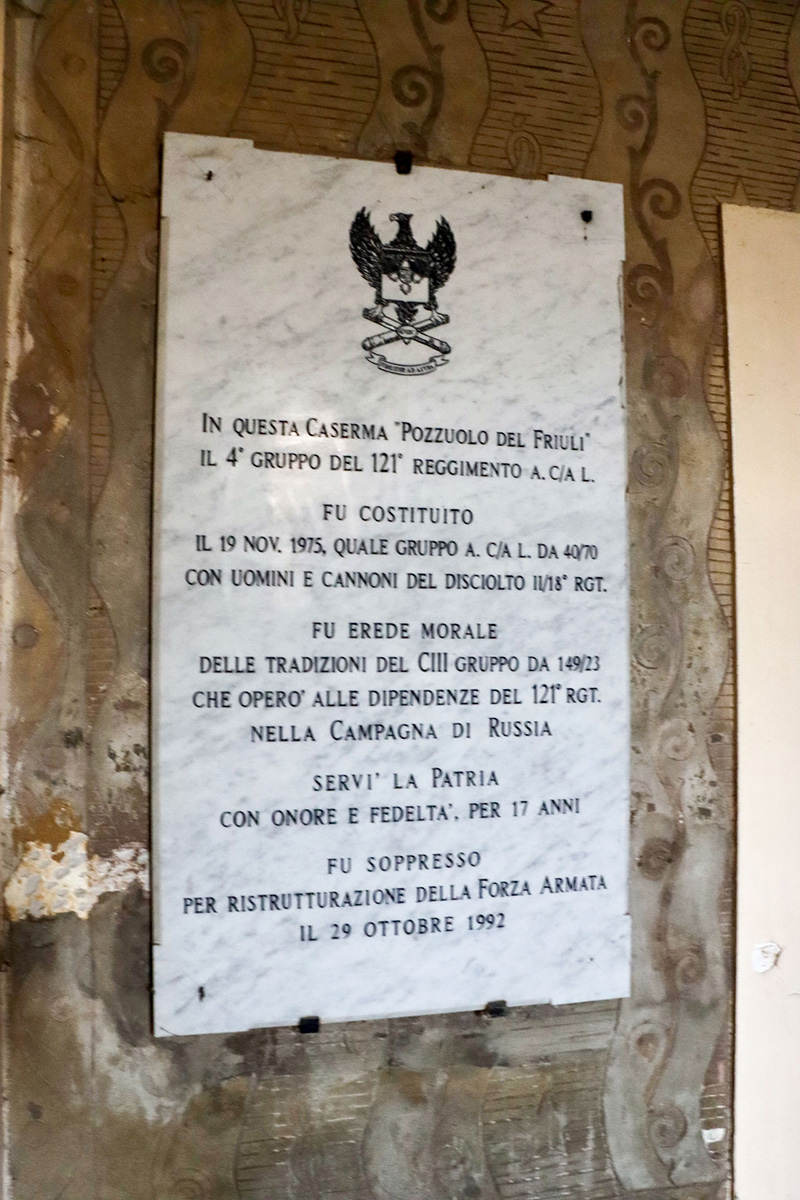 In questa Caserma "Pozzuolo del Friuli"
il 4° gruppo del 121° reggimento a. c/a l.
fu costituito
il 19 nov. 1975, quale gruppo a. c/a l. da 40/70
con uomini e cannoni del disciolto II/18° rgt.
fu erede morale
delle tradizioni del CIII gruppo da 149/23
che opero' alle dipendenze del 121° rgt.
nella Campagna di Russia
servi' la Patria
con onore e fedelta', per 17 anni
fu soppresso
per ristrutturazione della Forza Armata
il 29 ottobre 1992